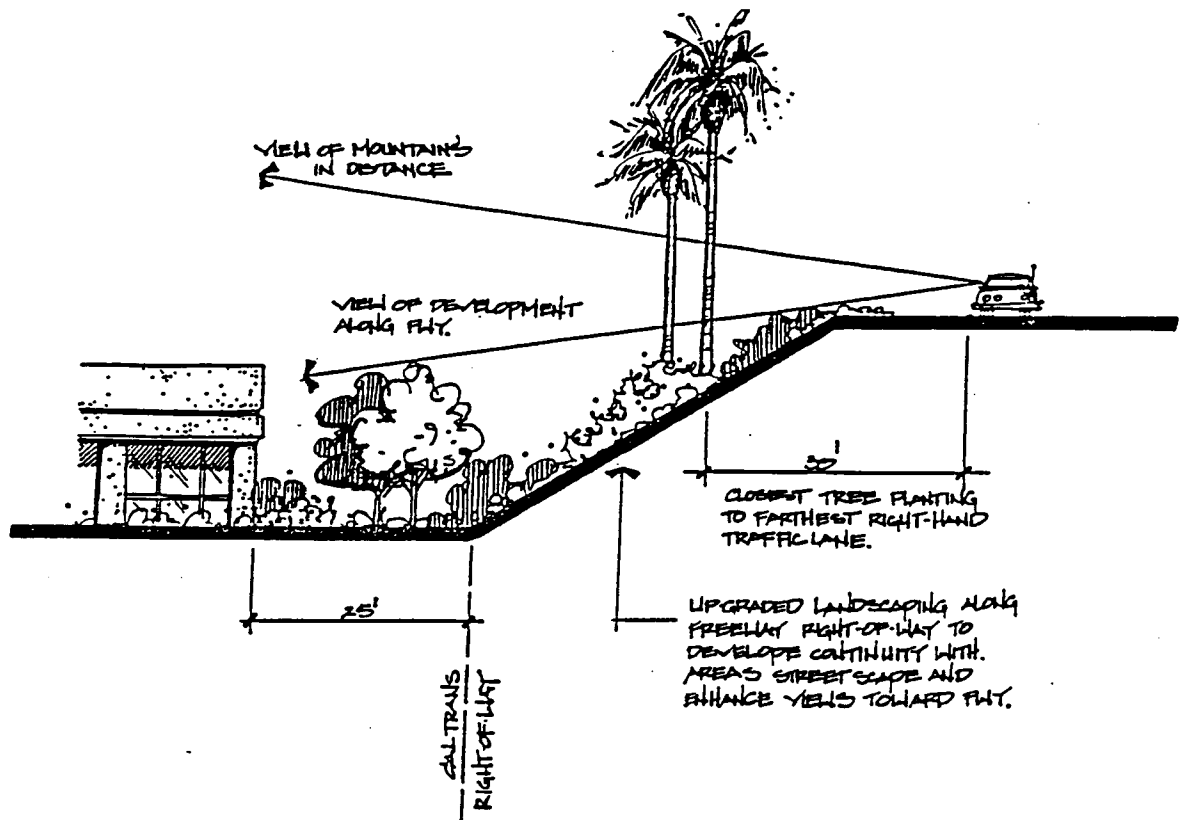 VIEW OF MOUNTAINS
IN DISTANCE
VIEW OF DEVELOPMENT
ALONG FWY.
30'
CLOSEST TREE PLANTING
TO FARTHEST RIGHT-HAND
TRAFFIC LANE.
25'
UPGRADED LANDSCAPING ALONG
FREEWAY RIGHT-OF-WAY TO
DEVELOPE CONTINUITY WITH.
AREAS STREETSCAPE AND
ENHANCE VIEWS TOWARD FWY.
CALTRANS
RIGHT-OF-WAY